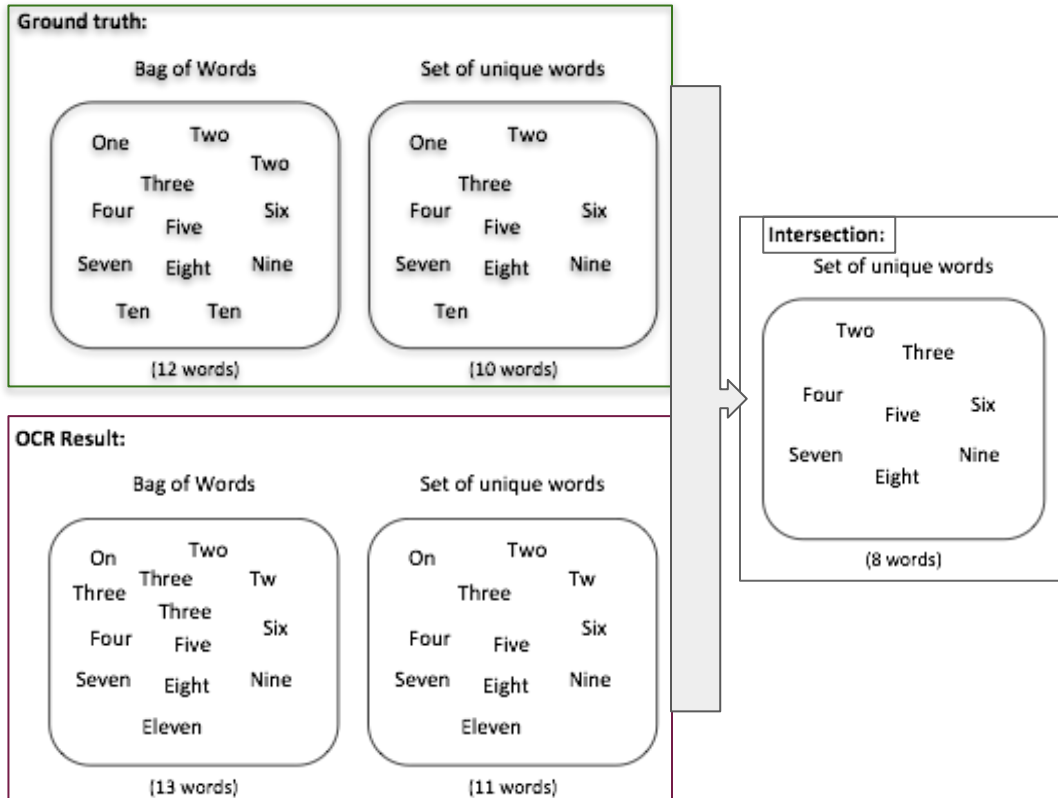 Ground truth:
Bag of Words
One
Two
Two
Three
Four
Five
Six
Seven
Eight
Nine
Ten
Ten
(12 words)
Set of unique words
One
Two
Three
Four
Five
Six
Seven
Eight
Nine
Ten
(10 words)
OCR Result:
Bag of Words
On
Two
Three
Three
Tw
Three
Four
Five
Six
Seven
Eight
Nine
Eleven
(13 words)
Set of unique words
On
Two
Tw
Three
Four
Five
Six
Seven
Eight
Nine
Eleven
(11 words)
Intersection:
Set of unique words
Two
Three
Four
Five
Six
Seven
Eight
Nine
(8 words)